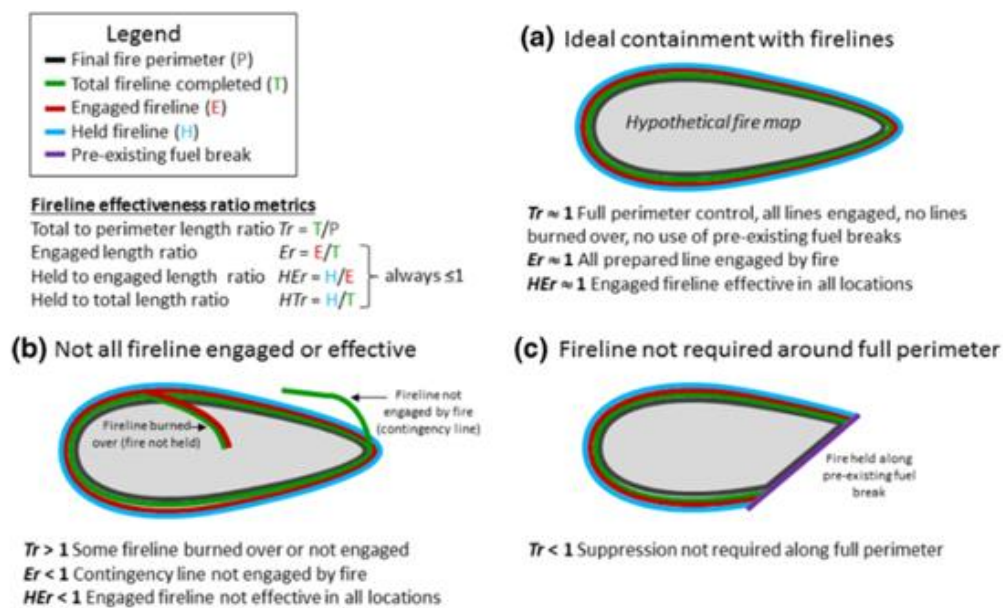 Legend
Final fire perimeter (P)
Total fireline completed (T)
Engaged fireline (E)
Held fireline (H)
Pre-existing fuel break
Fireline effectiveness ratio metrics
Total to perimeter length ratio Tr = T/P
Engaged length ratio Er = E/T
Held to engaged length ratio HEr = H/E
Held to total length ratio HTr = H/T
always ≤1
(a) Ideal containment with firelines
Hypothetical fire map
Tr ≈ 1 Full perimeter control, all lines engaged, no lines
burned over, no use of pre-existing fuel breaks
Er ≈ 1 All prepared line engaged by fire
HEr ≈ 1 Engaged fireline effective in all locations
(b) Not all fireline engaged or effective
Fireline burned
over (fire not held)
Fireline not
engaged by fire
(contingency line)
Tr > 1 Some fireline burned over or not engaged
Er < 1 Contingency line not engaged by fire
HEr < 1 Engaged fireline not effective in all locations
(c) Fireline not required around full perimeter
Fire held along
pre-existing fuel
break
Tr < 1 Suppression not required along full perimeter